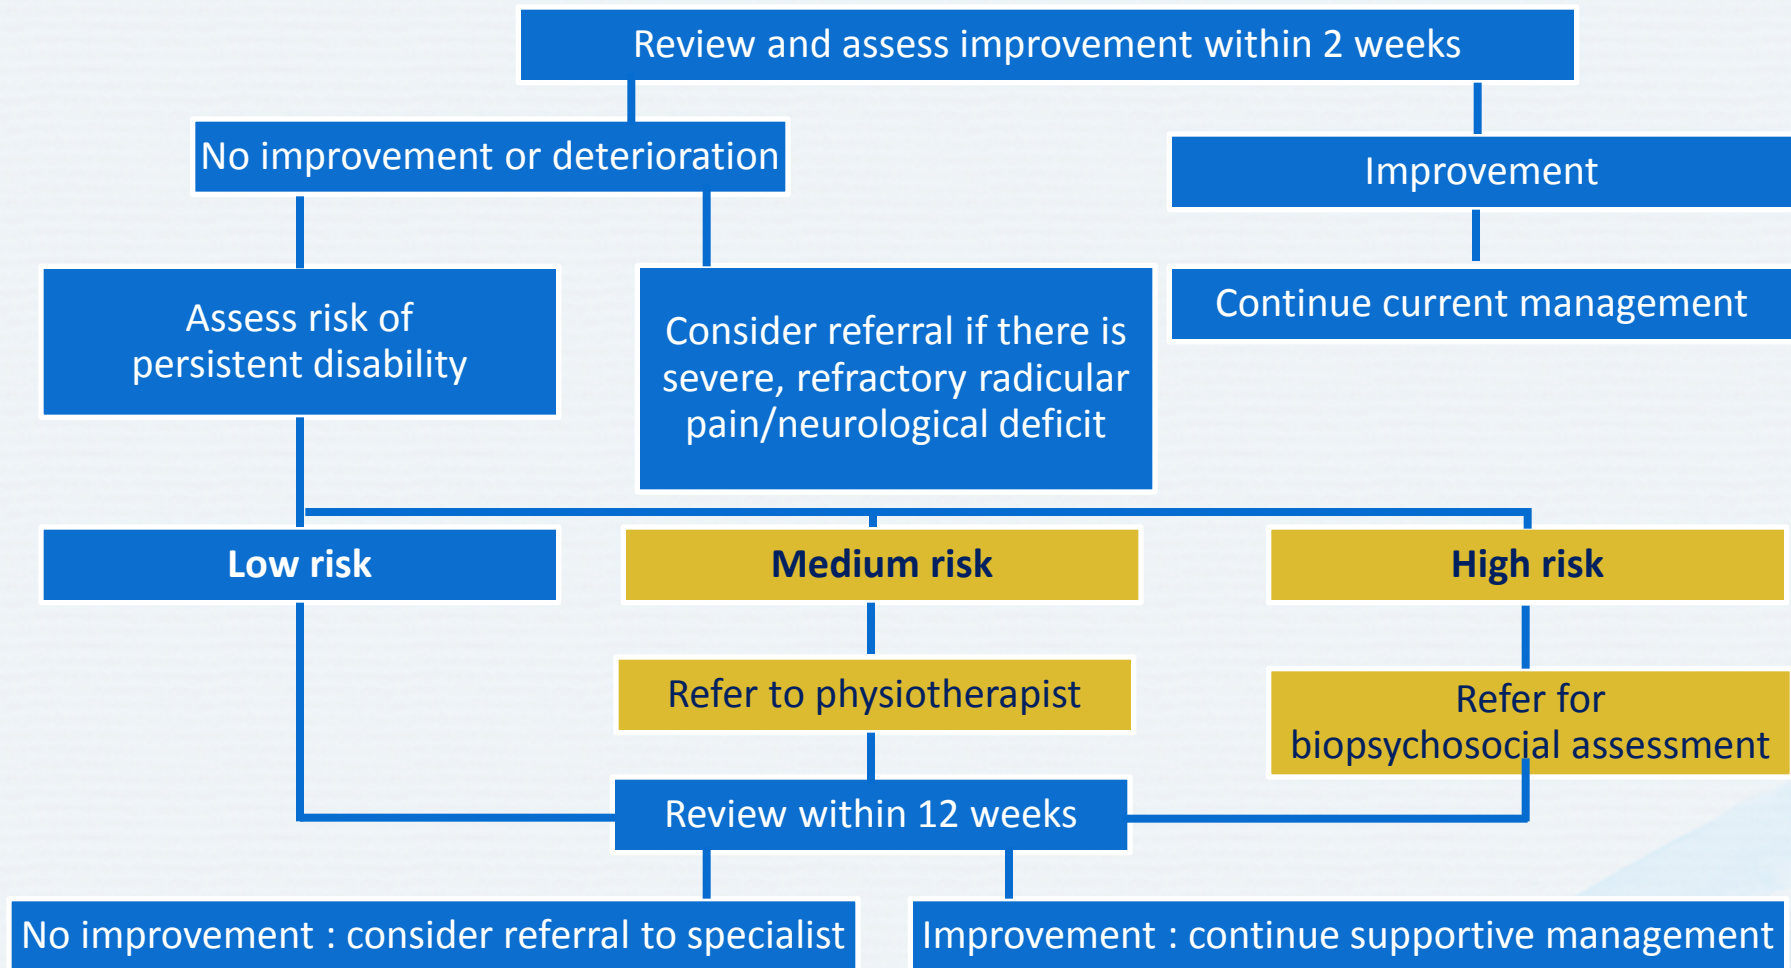 Review and assess improvement within 2 weeks
No improvement or deterioration
Improvement
Assess risk of
persistent disability
Consider referral if there is
severe, refractory radicular
pain/neurological deficit
Continue current management
Low risk
Medium risk
High risk
Refer to physiotherapist
Refer for
biopsychosocial assessment
Review within 12 weeks
No improvement : consider referral to specialist
Improvement : continue supportive management